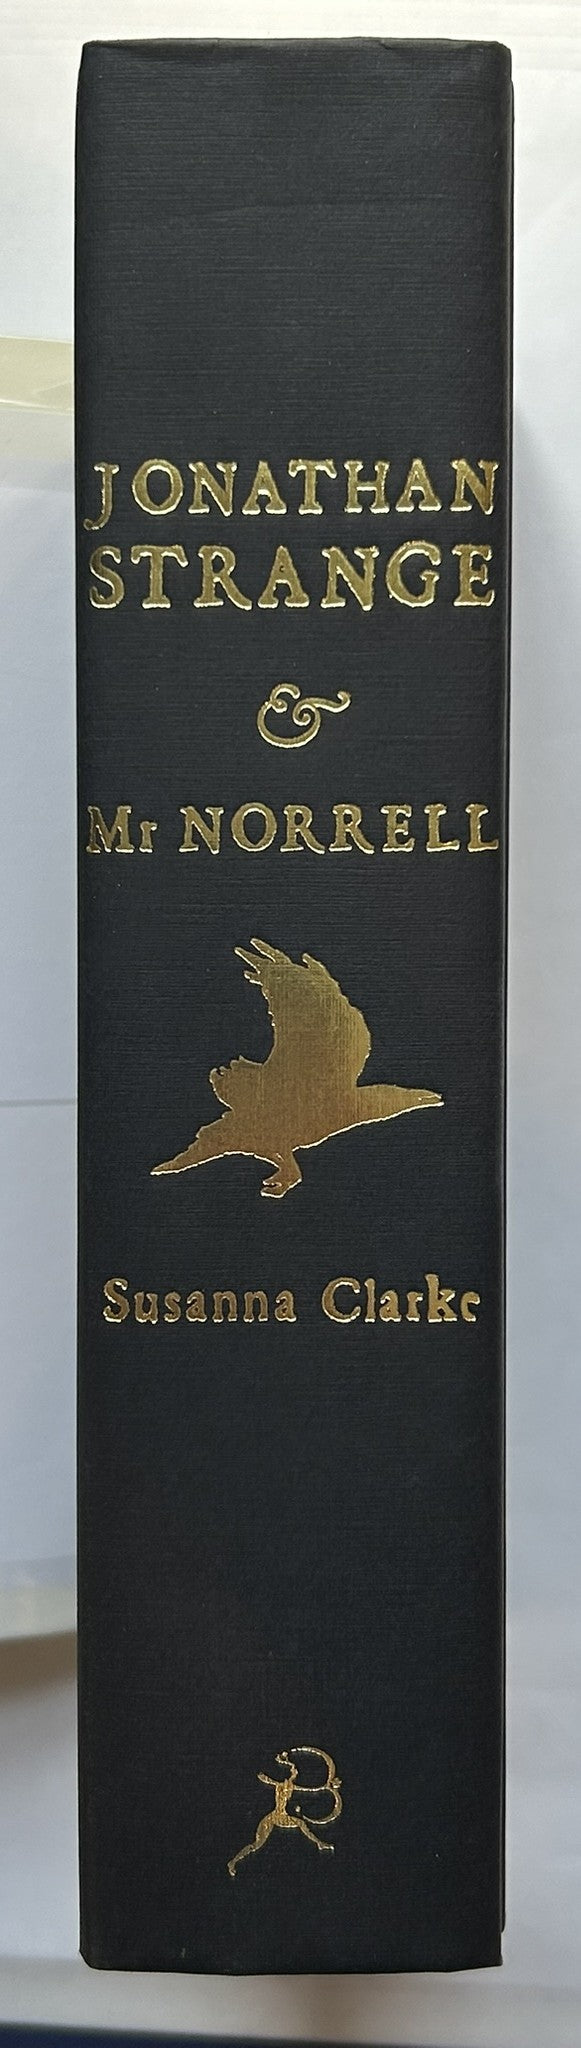 JONATHAN
STRANGE
&
Mr NORRELL
Susanna Clarke